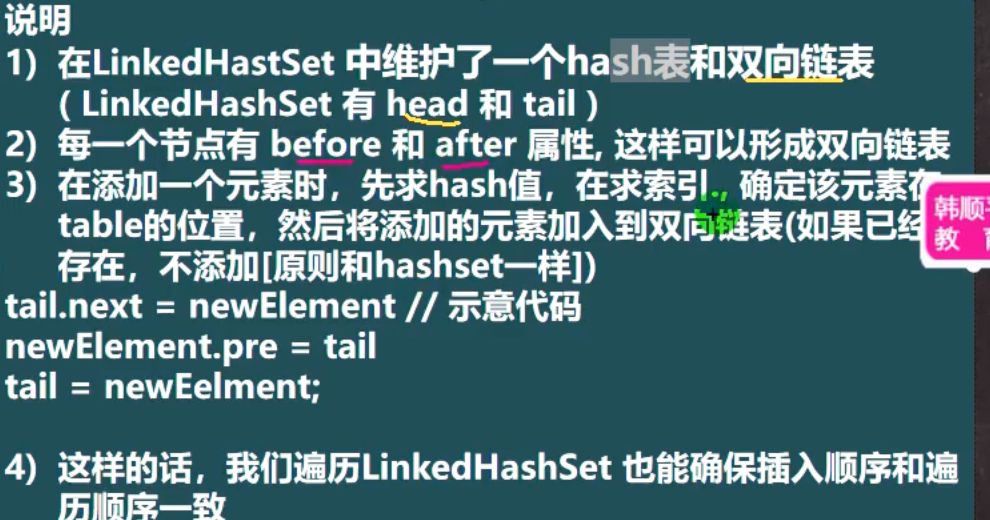 说明
1）在LinkedHastSet 中维护了一个hash表和双向链表
( LinkedHashSet 有 head 和 tail )
2）每一个节点有 before 和 after 属性, 这样可以形成双向链表
3）在添加一个元素时，先求hash值，在求索引.，确定该元素在
table的位置，然后将添加的元素加入到双向链表(如果已经
存在，不添加[原则和hashset一样])
tail.next = newElement // 示意代码
newElement.pre = tail
tail = newEelment;
4）这样的话，我们遍历LinkedHashSet 也能确保插入顺序和遍
历顺序一致
韩顺平
教 育